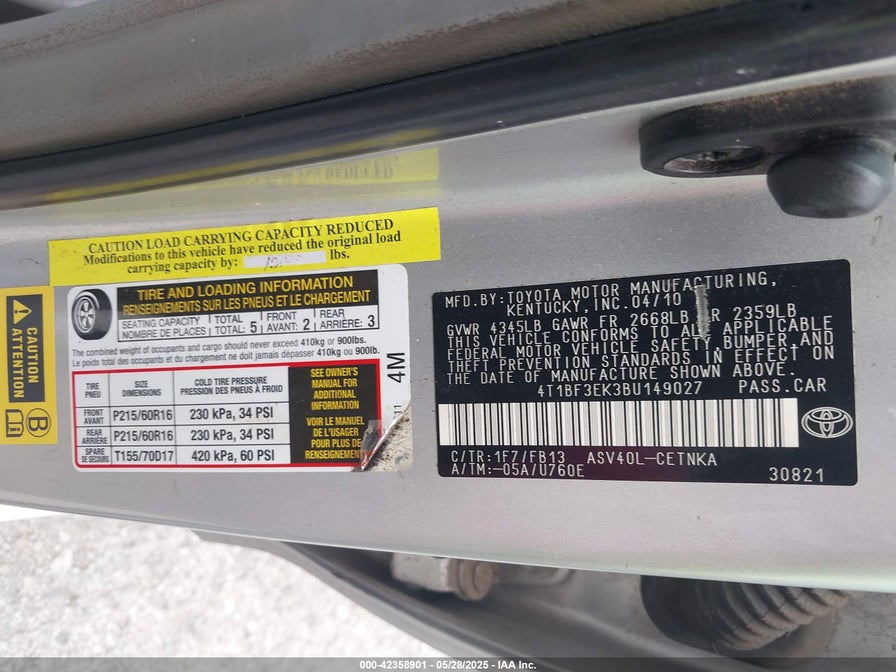 CAUTION LOAD CARRYING CAPACITY REDUCED
Modifications to this vehicle have reduced the original load
carrying capacity by: lbs.
CAUTION
ATTENTION
B
TIRE AND LOADING INFORMATION
RENSEIGNEMENTS SUR LES PNEUS ET LE CHARGEMENT
SEATING CAPACITY TOTAL 5 FRONT 2 REAR 3
NOMBRE DE PLACES: TOTAL: AVANT: ARRIÈRE:
The combined weight of occupants and cargo should never exceed 410kg or 900lbs.
Le poids total des occupants et du chargement ne doit jamais dépasser 410kg ou 900lb.
TIRE SIZE COLD TIRE PRESSURE
PNEU DIMENSIONS PRESSION DES PNEUS À FROID
FRONT AVANT P215/60R16 230 kPa, 34 PSI
REAR ARRIÈRE P215/60R16 230 kPa, 34 PSI
SPARE DE SECOURS T155/70D17 420 kPa, 60 PSI
SEE OWNER'S
MANUAL FOR
ADDITIONAL
INFORMATION
VOIR LE MANUEL
DE L'USAGER
POUR PLUS DE
RENSEIGNEMENTS
4M
11
MFD.BY:TOYOTA MOTOR MANUFACTURING,
KENTUCKY, INC.04/10
GVWR 4345LB GAWR FR 2668LB RR 2359LB
THIS VEHICLE CONFORMS TO ALL APPLICABLE
FEDERAL MOTOR VEHICLE SAFETY,BUMPER,AND
THEFT PREVENTION STANDARDS IN EFFECT ON
THE DATE OF MANUFACTURE SHOWN ABOVE.
4T1BF3EK3BU149027 PASS.CAR
C/TR:1F7/FB13 ASV40L-CETNKA
A/TM:-05A/U760E
30821
000-42358901 - 05/28/2025 - IAA Inc.